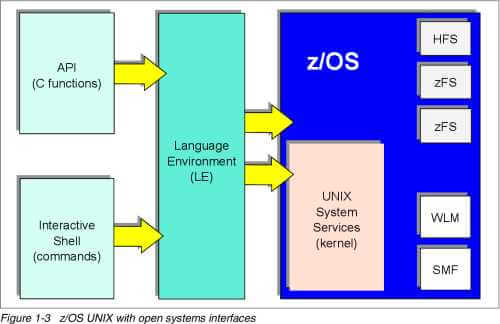 API
(C functions)
Interactive
Shell
(commands)
Language
Environment
(LE)
z/OS
UNIX
System
Services
(kernel)
HFS
zFS
zFS
WLM
SMF
Figure 1-3 z/OS UNIX with open systems interfaces